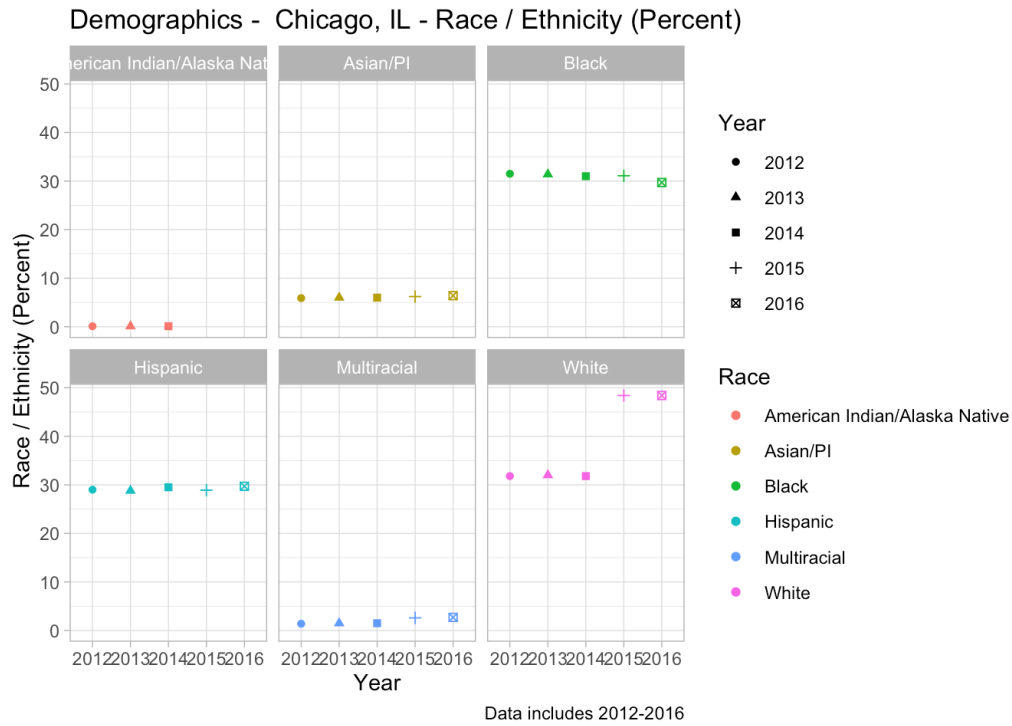 Demographics -  Chicago, IL - Race / Ethnicity (Percent)
nerican Indian/Alaska Nat
Asian/PI
Black
50
40
30
20
10
0
Hispanic
Multiracial
White
50
40
30
20
10
0
2012 2013 2014 2015 2016
2012 2013 2014 2015 2016
2012 2013 2014 2015 2016
Race / Ethnicity (Percent)
Year
Data includes 2012-2016
Year
2012
2013
2014
2015
2016
Race
American Indian/Alaska Native
Asian/PI
Black
Hispanic
Multiracial
White